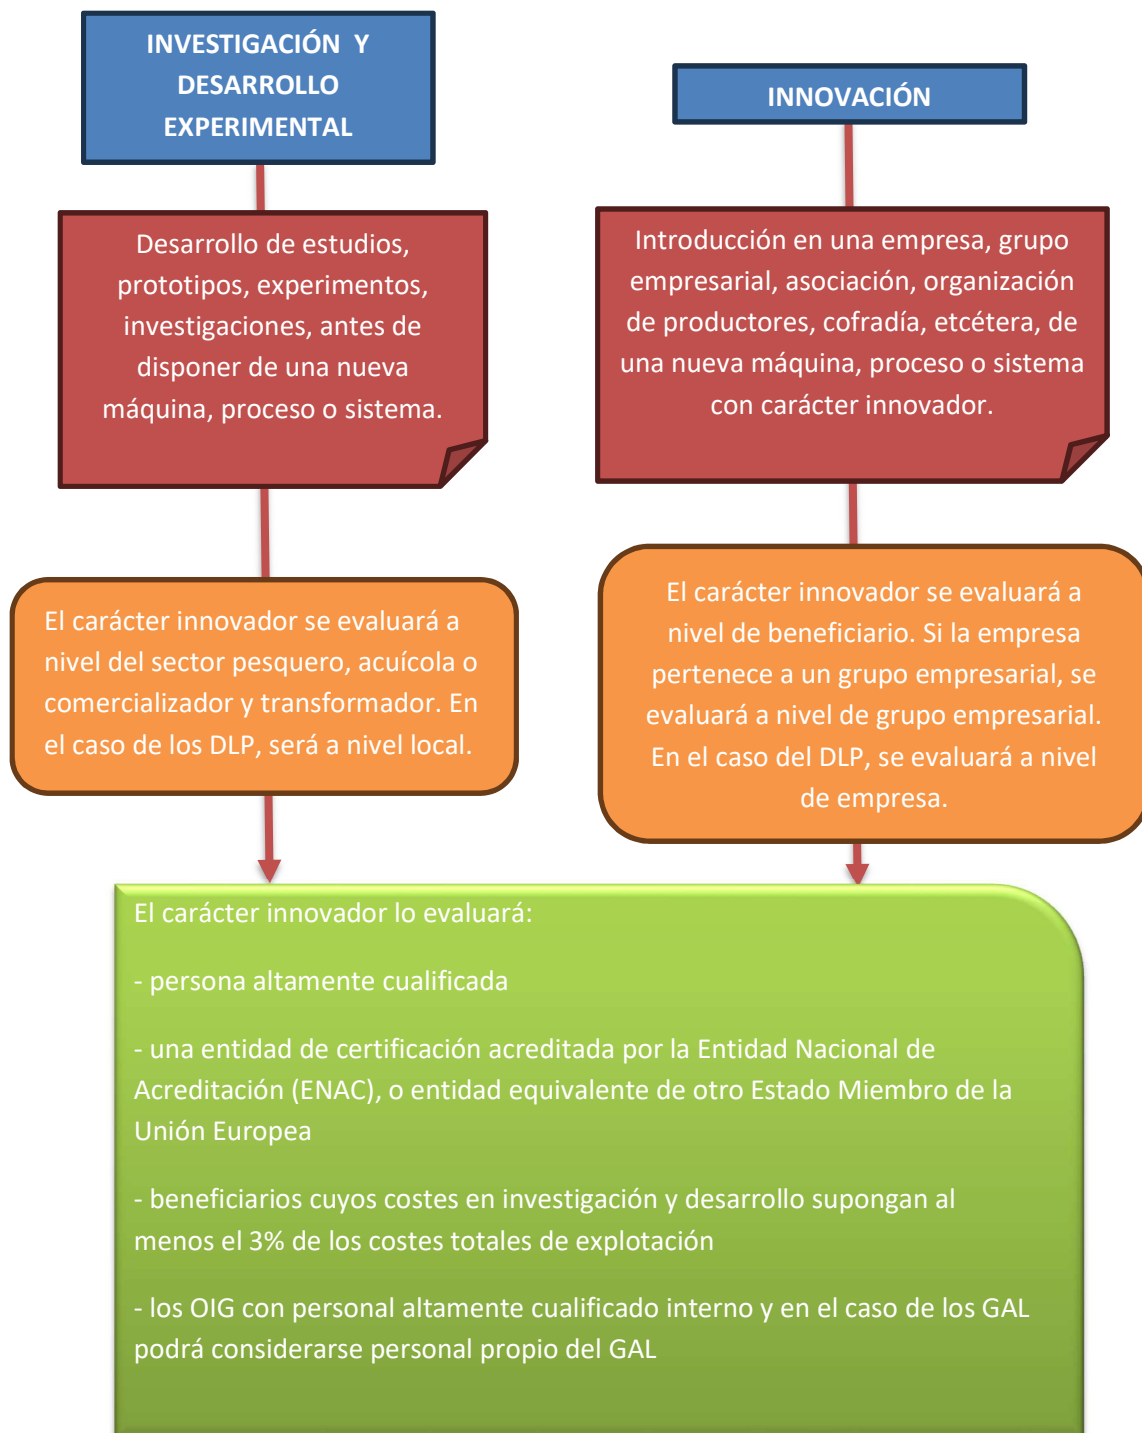 INVESTIGACIÓN Y
DESARROLLO
EXPERIMENTAL
INNOVACIÓN
Desarrollo de estudios,
prototipos, experimentos,
investigaciones, antes de
disponer de una nueva
máquina, proceso o sistema.
Introducción en una empresa, grupo
empresarial, asociación, organización
de productores, cofradía, etcétera, de
una nueva máquina, proceso o sistema
con carácter innovador.
El carácter innovador se evaluará a
nivel del sector pesquero, acuícola o
comercializador y transformador. En
el caso de los DLP, será a nivel local.
El carácter innovador se evaluará a
nivel de beneficiario. Si la empresa
pertenece a un grupo empresarial, se
evaluará a nivel de grupo empresarial.
En el caso del DLP, se evaluará a nivel
de empresa.
El carácter innovador lo evaluará:
- persona altamente cualificada
- una entidad de certificación acreditada por la Entidad Nacional de
Acreditación (ENAC), o entidad equivalente de otro Estado Miembro de la
Unión Europea
- beneficiarios cuyos costes en investigación y desarrollo supongan al
menos el 3% de los costes totales de explotación
- los OIG con personal altamente cualificado interno y en el caso de los GAL
podrá considerarse personal propio del GAL